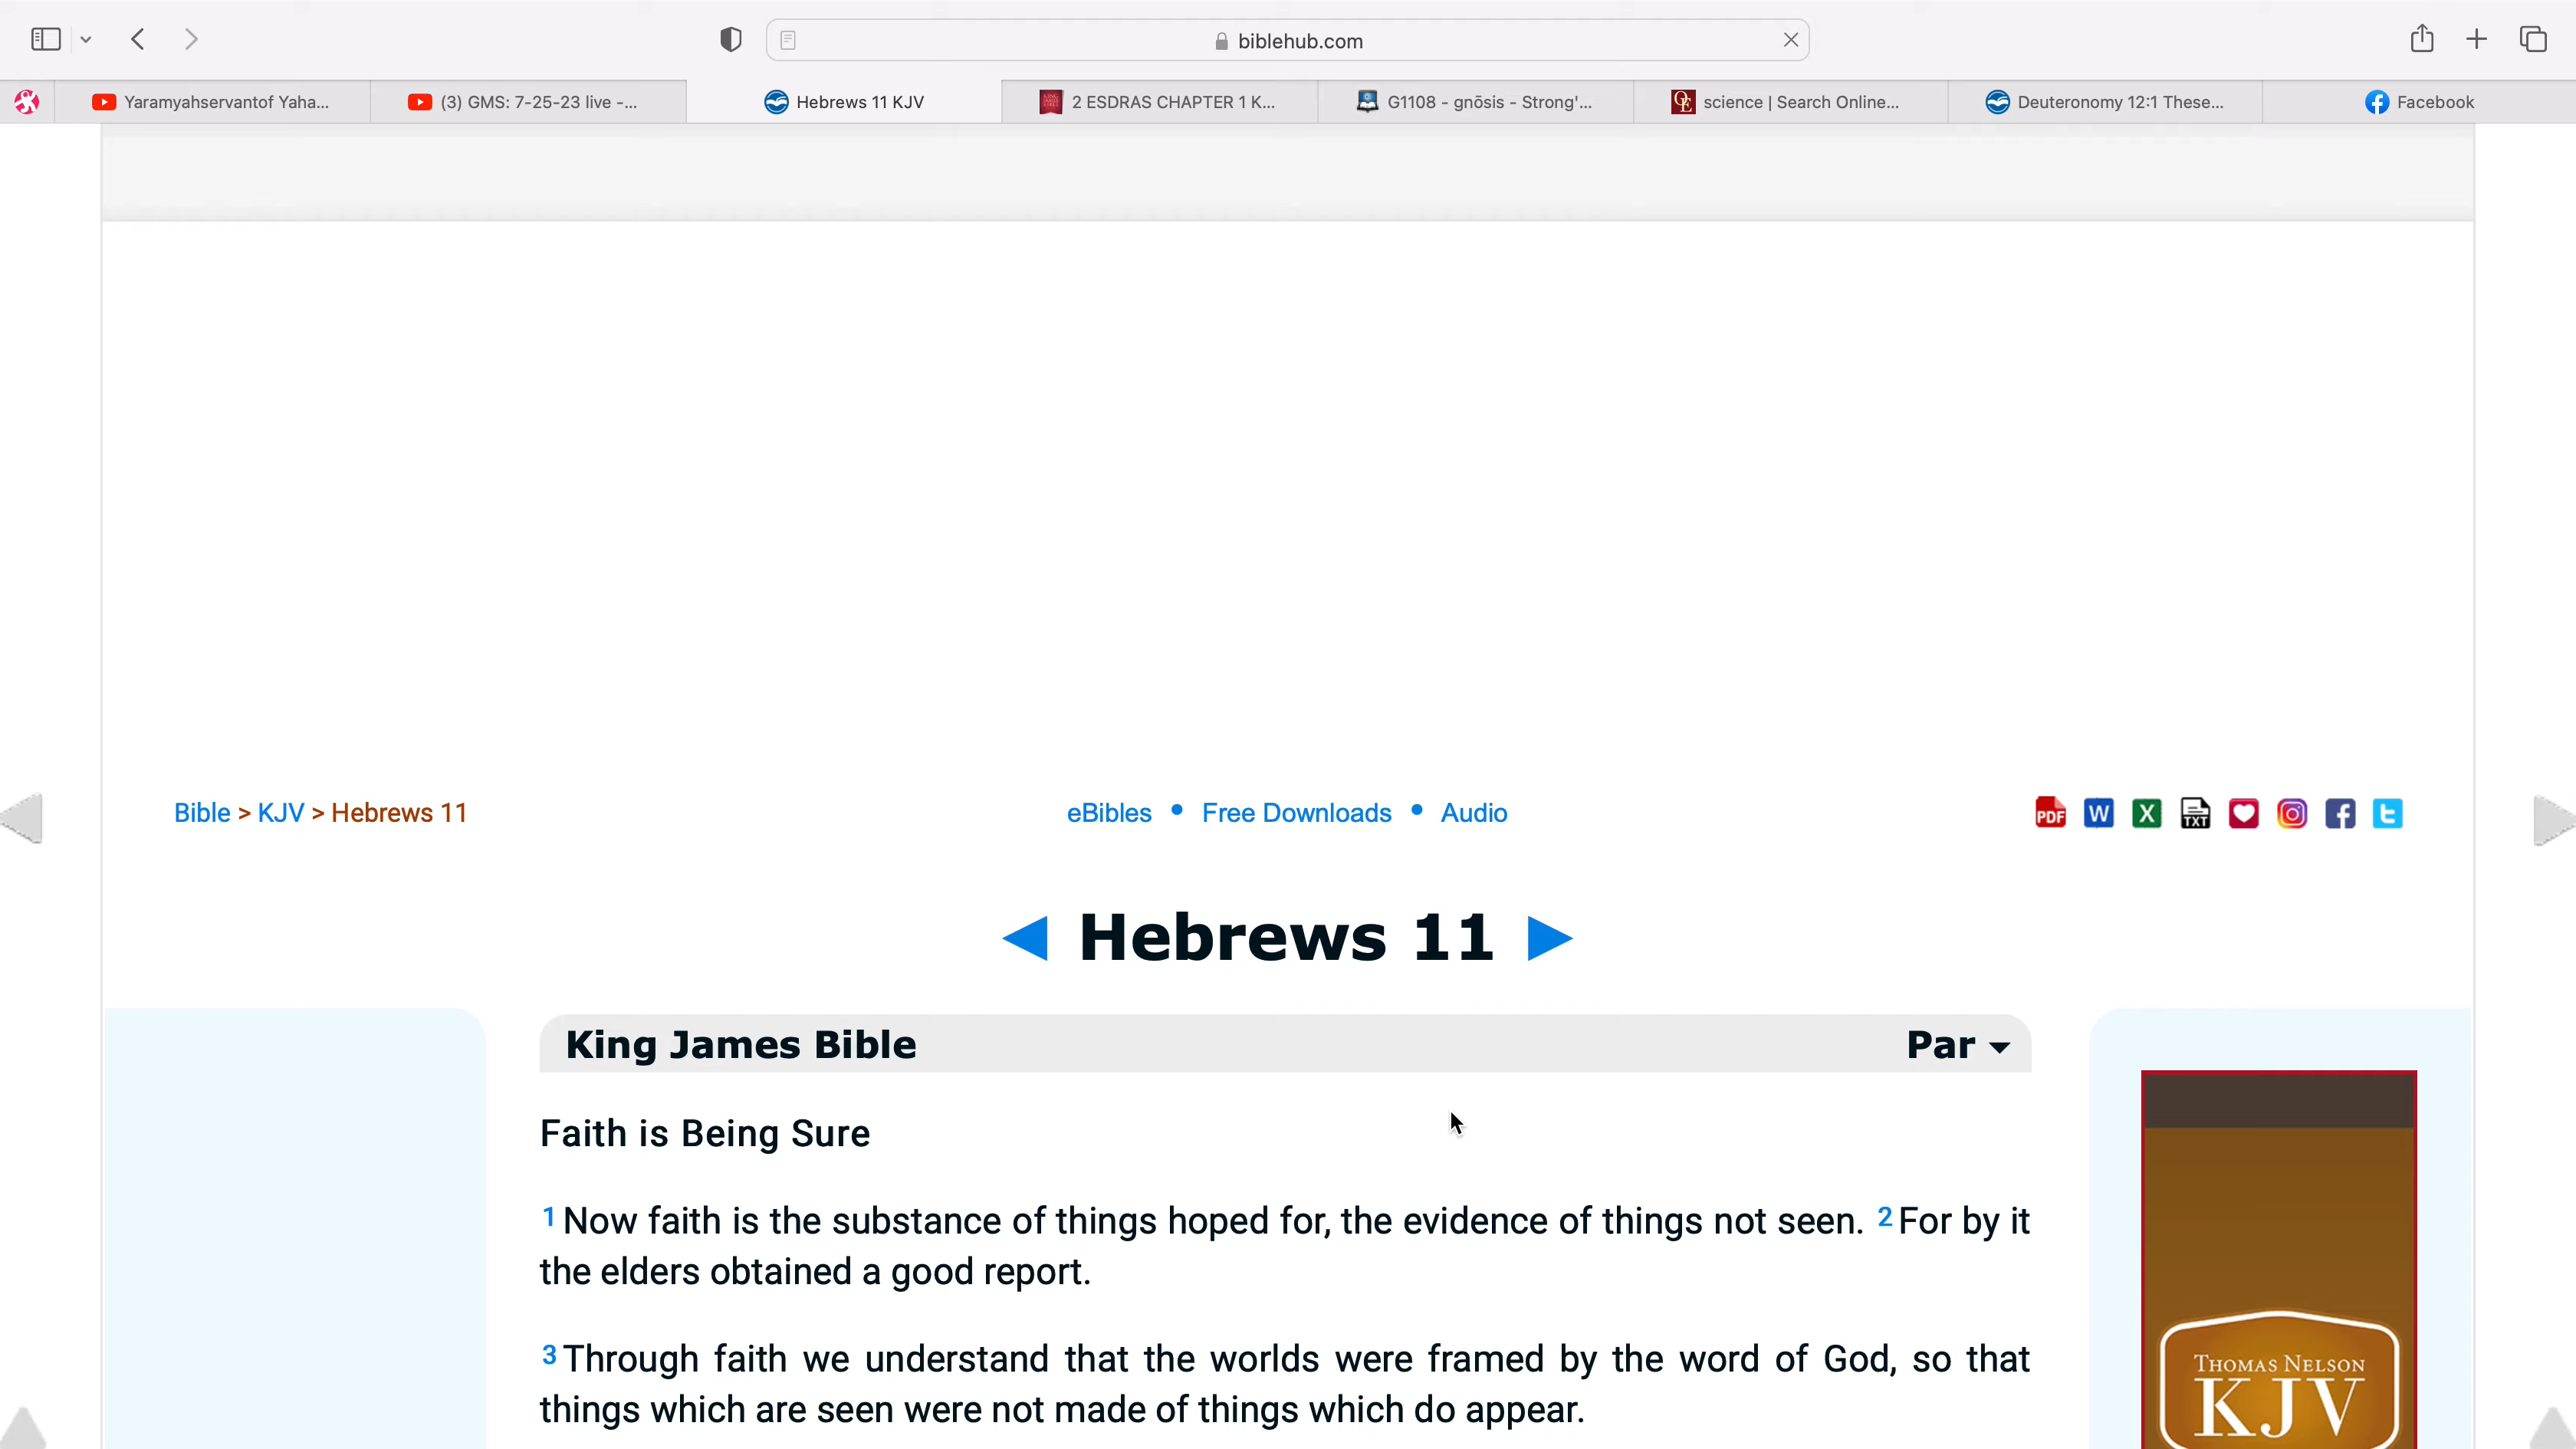 biblehub.com
Yaramyahservantof Yaha...
(3) GMS: 7-25-23 live -...
Hebrews 11 KJV
2 ESDRAS CHAPTER 1 K...
G1108 - gnōsis - Strong'...
science | Search Online...
Deuteronomy 12:1 These...
Facebook
Bible > KJV > Hebrews 11
eBibles • Free Downloads • Audio
PDF W X TXT
Hebrews 11
King James Bible
Par
Faith is Being Sure
1 Now faith is the substance of things hoped for, the evidence of things not seen. 2 For by it
the elders obtained a good report.
3 Through faith we understand that the worlds were framed by the word of God, so that
things which are seen were not made of things which do appear.
THOMAS NELSON
KJV